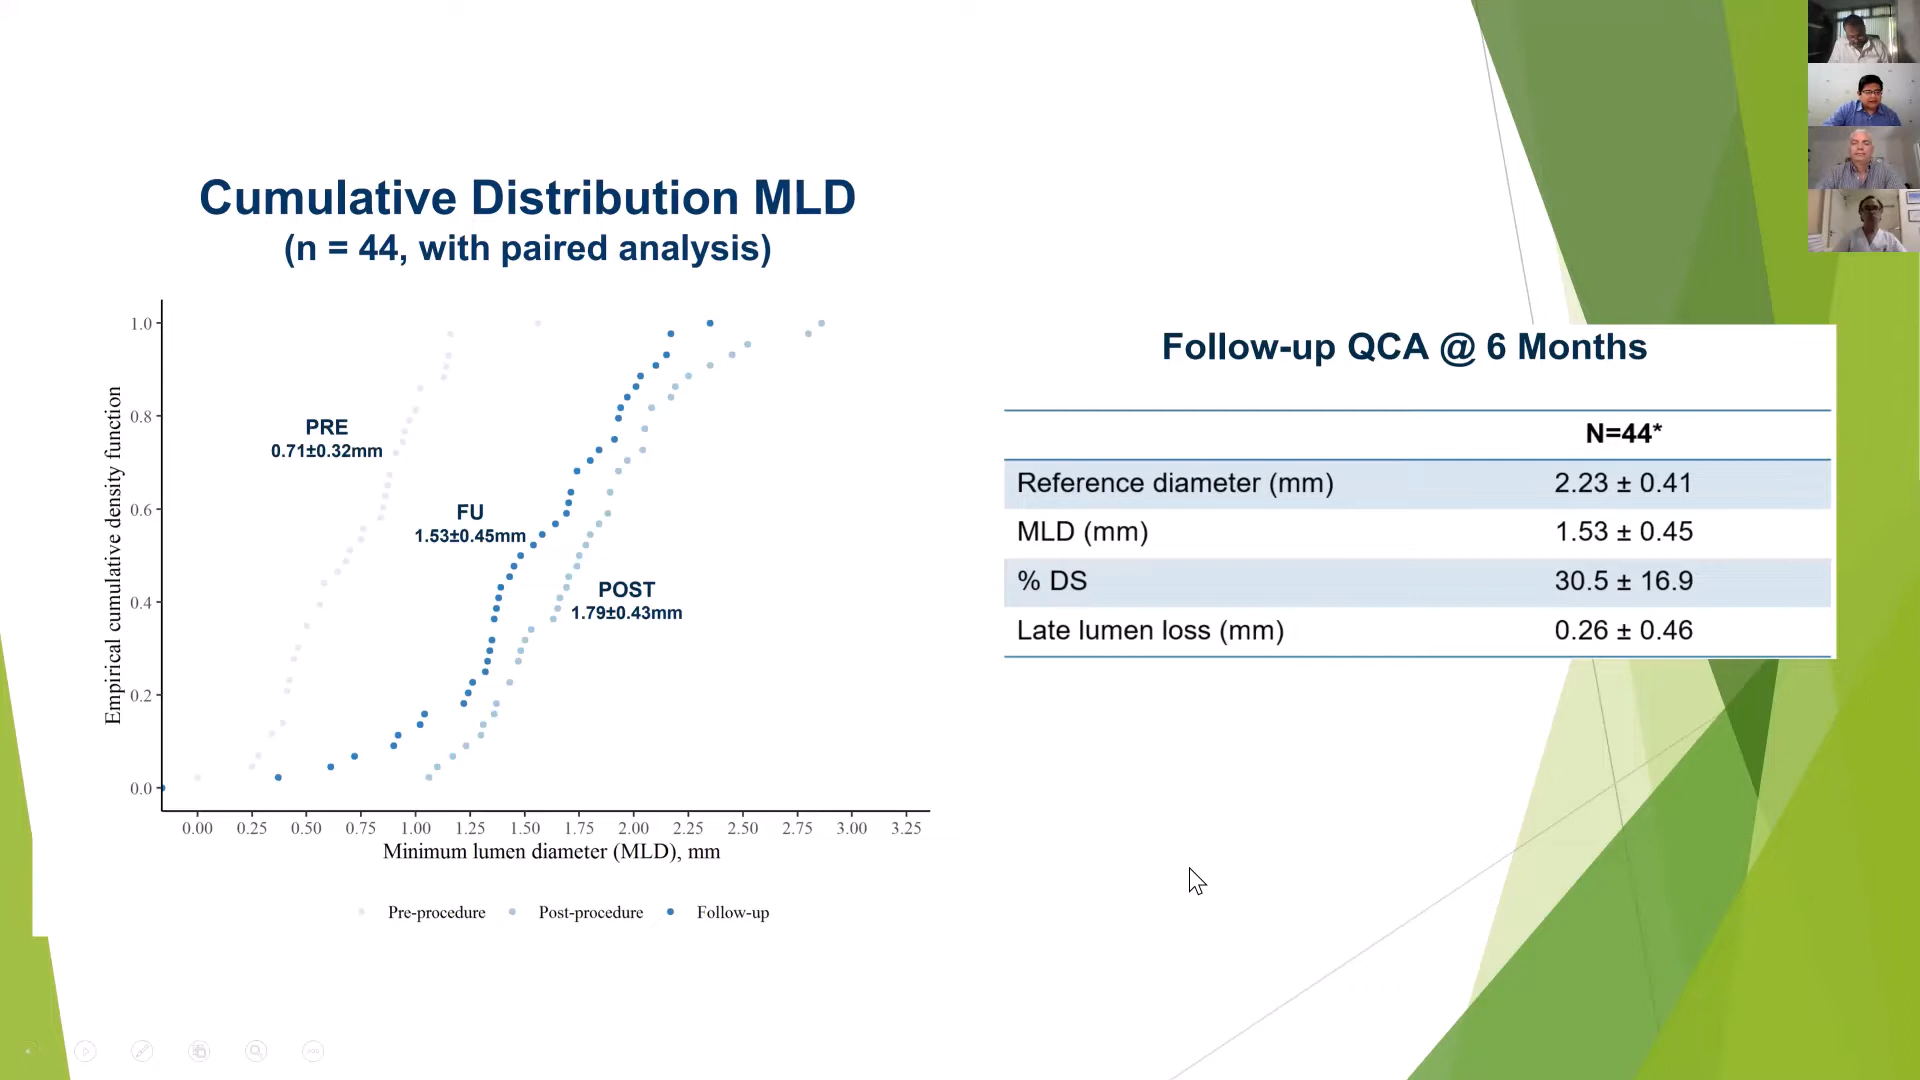 Cumulative Distribution MLD
(n = 44, with paired analysis)
Empirical cumulative density function
1.0
0.8
0.6
0.4
0.2
0.0
PRE
0.71±0.32mm
FU
1.53±0.45mm
POST
1.79±0.43mm
0.00 0.25 0.50 0.75 1.00 1.25 1.50 1.75 2.00 2.25 2.50 2.75 3.00 3.25
Minimum lumen diameter (MLD), mm
Pre-procedure Post-procedure Follow-up
Follow-up QCA @ 6 Months
N=44*
Reference diameter (mm) 2.23 ± 0.41
MLD (mm) 1.53 ± 0.45
% DS 30.5 ± 16.9
Late lumen loss (mm) 0.26 ± 0.46